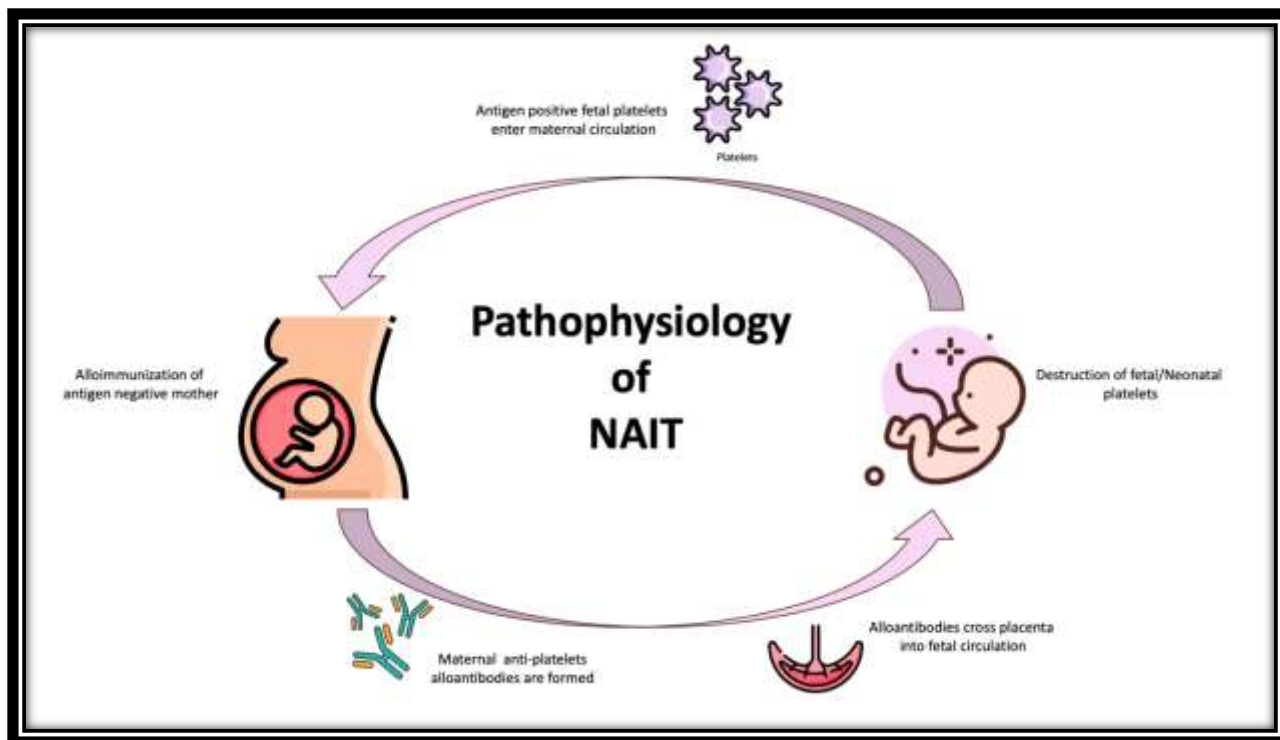 Antigen positive fetal platelets
enter maternal circulation
Platelets
Pathophysiology
of
NAIT
Alloimmunization of
antigen negative mother
Destruction of fetal/Neonatal
platelets
Maternal anti-platelets
alloantibodies are formed
Alloantibodies cross placenta
into fetal circulation